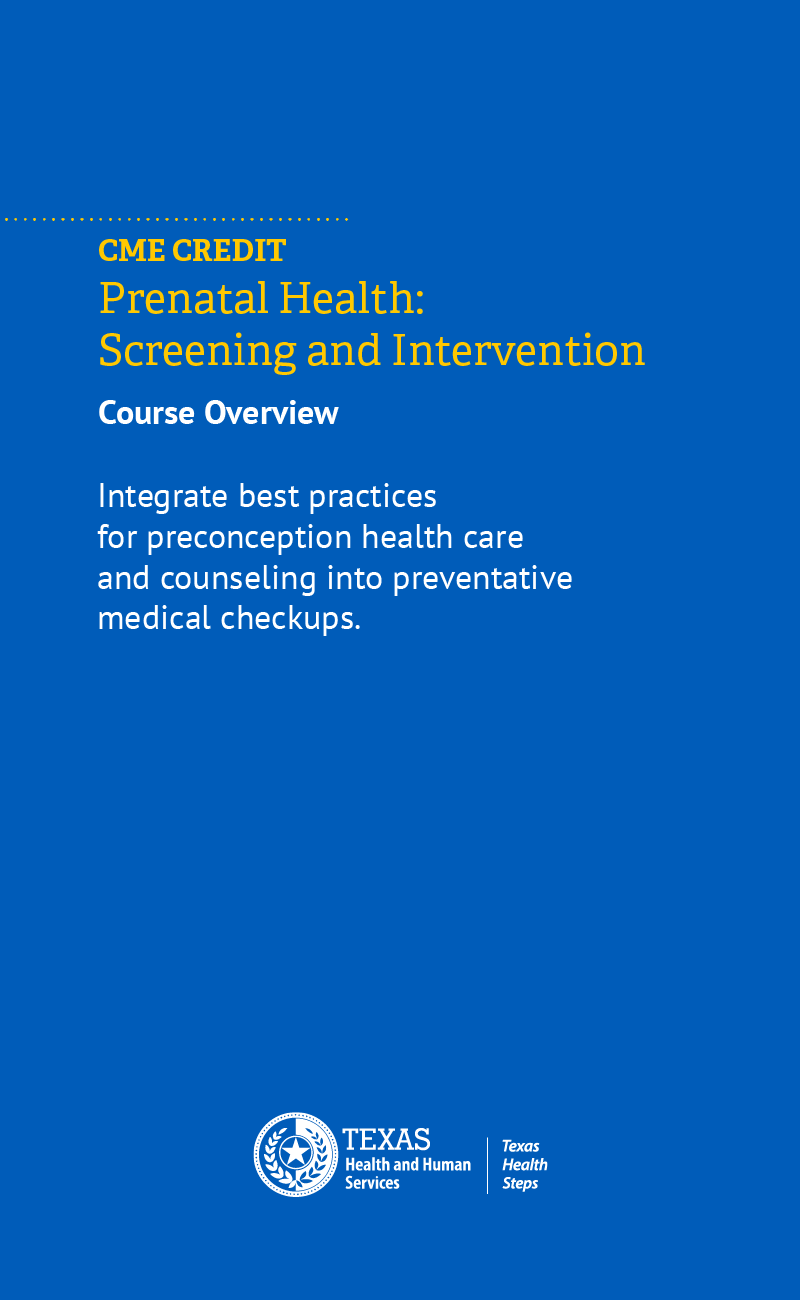 CME CREDIT
Prenatal Health:
Screening and Intervention
Course Overview
Integrate best practices
for preconception health care
and counseling into preventative
medical checkups.
TEXAS
Health and Human
Services
Texas
Health
Steps